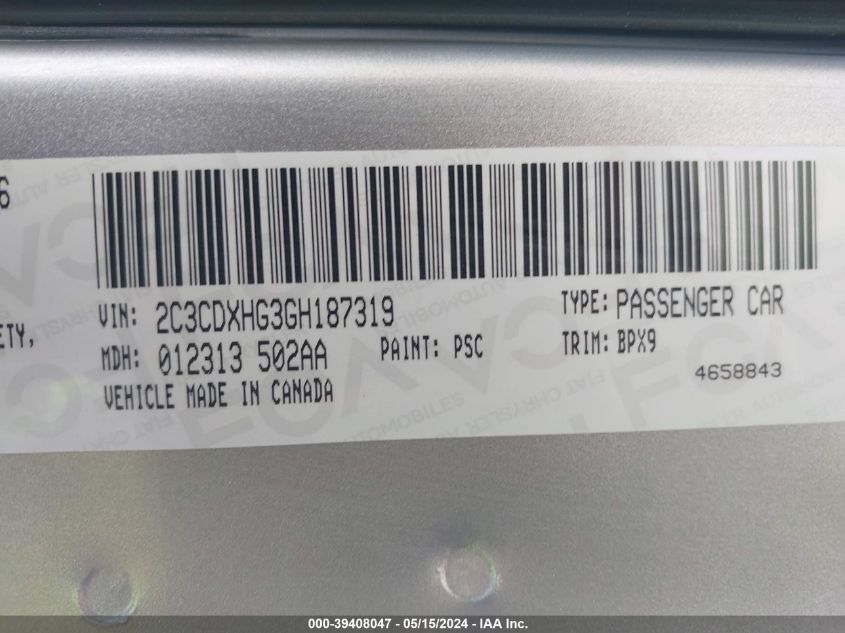 6
ETY,
VIN: 2C3CDXHG3GH187319 TYPE: PASSENGER CAR
MDH: 012313 502AA PAINT: PSC TRIM: BPX9
VEHICLE MADE IN CANADA 4658843
000-39408047 - 05/15/2024 - IAA Inc.